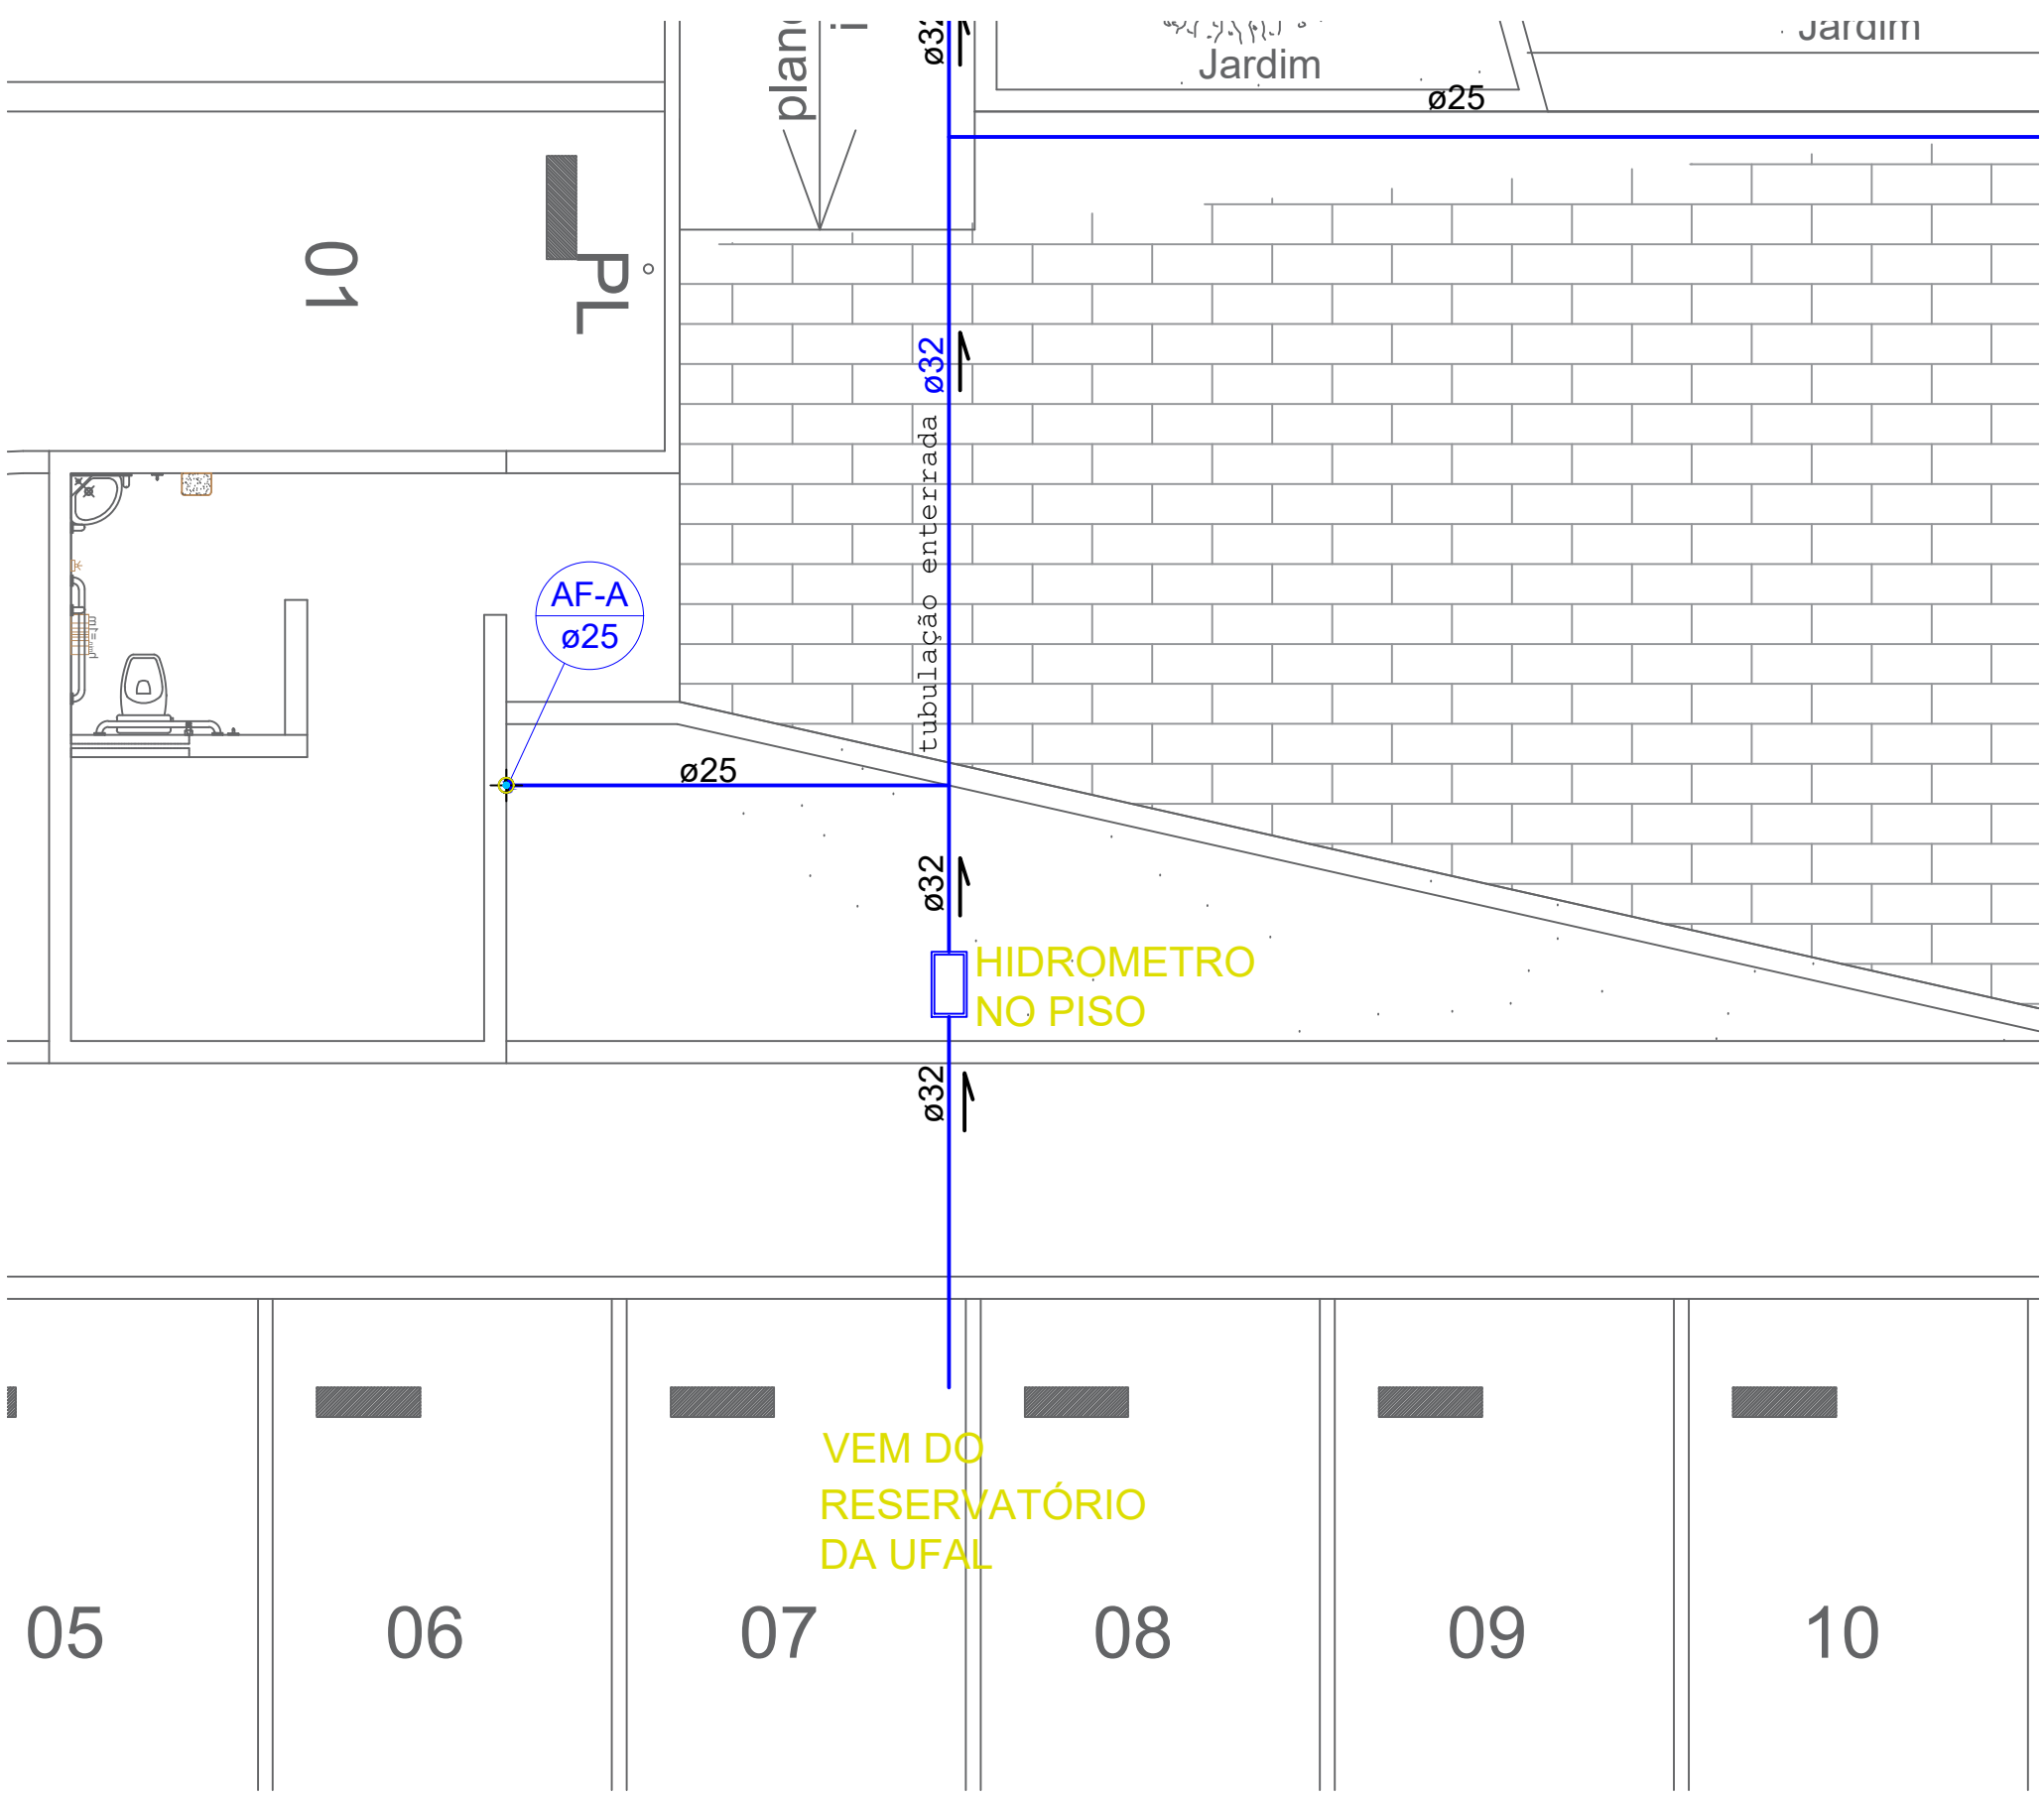 ø32
Jardim
Jardim
ø25
01
PL
ø32
tubulação enterrada
AF-A
ø25
ø25
ø32
HIDROMETRO
NO PISO
ø32
VEM DO
RESERVATÓRIO
DA UFAL
05
06
07
08
09
10